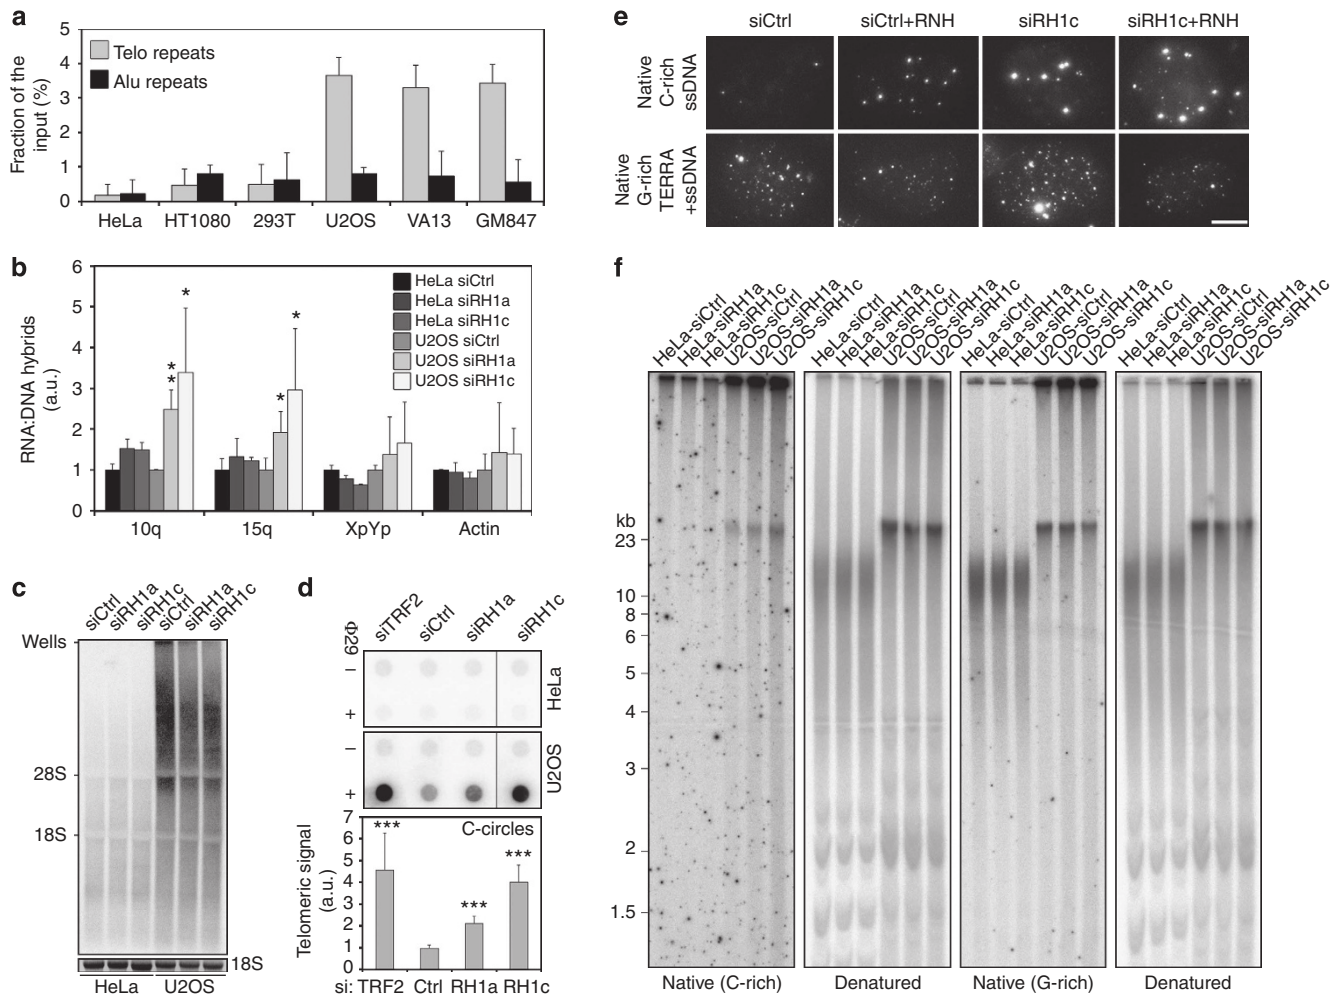 a
Fraction of the
input (%)
5
4
3
2
1
0
Telo repeats
Alu repeats
HeLa HT1080 293T U2OS VA13 GM847
b
RNA:DNA hybrids
(a.u.)
6
5
4
3
2
1
0
HeLa siCtrl
HeLa siRH1a
HeLa siRH1c
U2OS siCtrl
U2OS siRH1a
U2OS siRH1c
*
*
*
*
*
10q 15q XpYp Actin
c
siCtrl siRH1a siRH1c siCtrl siRH1a siRH1c
Wells
28S
18S
18S
HeLa U2OS
d
Φ29 siTRF2 siCtrl siRH1a siRH1c
–
+
HeLa
–
+
U2OS
Telomeric signal
(a.u.)
7
6
5
4
3
2
1
0
C-circles
*** *** ***
si: TRF2 Ctrl RH1a RH1c
e
siCtrl siCtrl+RNH siRH1c siRH1c+RNH
Native
C-rich
ssDNA
Native
G-rich
TERRA
+ssDNA
f
HeLa-siCtrl HeLa-siRH1a HeLa-siRH1c U2OS-siCtrl U2OS-siRH1a U2OS-siRH1c HeLa-siCtrl HeLa-siRH1a HeLa-siRH1c U2OS-siCtrl U2OS-siRH1a U2OS-siRH1c HeLa-siCtrl HeLa-siRH1a HeLa-siRH1c U2OS-siCtrl U2OS-siRH1a U2OS-siRH1c HeLa-siCtrl HeLa-siRH1a HeLa-siRH1c U2OS-siCtrl U2OS-siRH1a U2OS-siRH1c
kb
23
10
8
6
5
4
3
2
1.5
Native (C-rich) Denatured Native (G-rich) Denatured